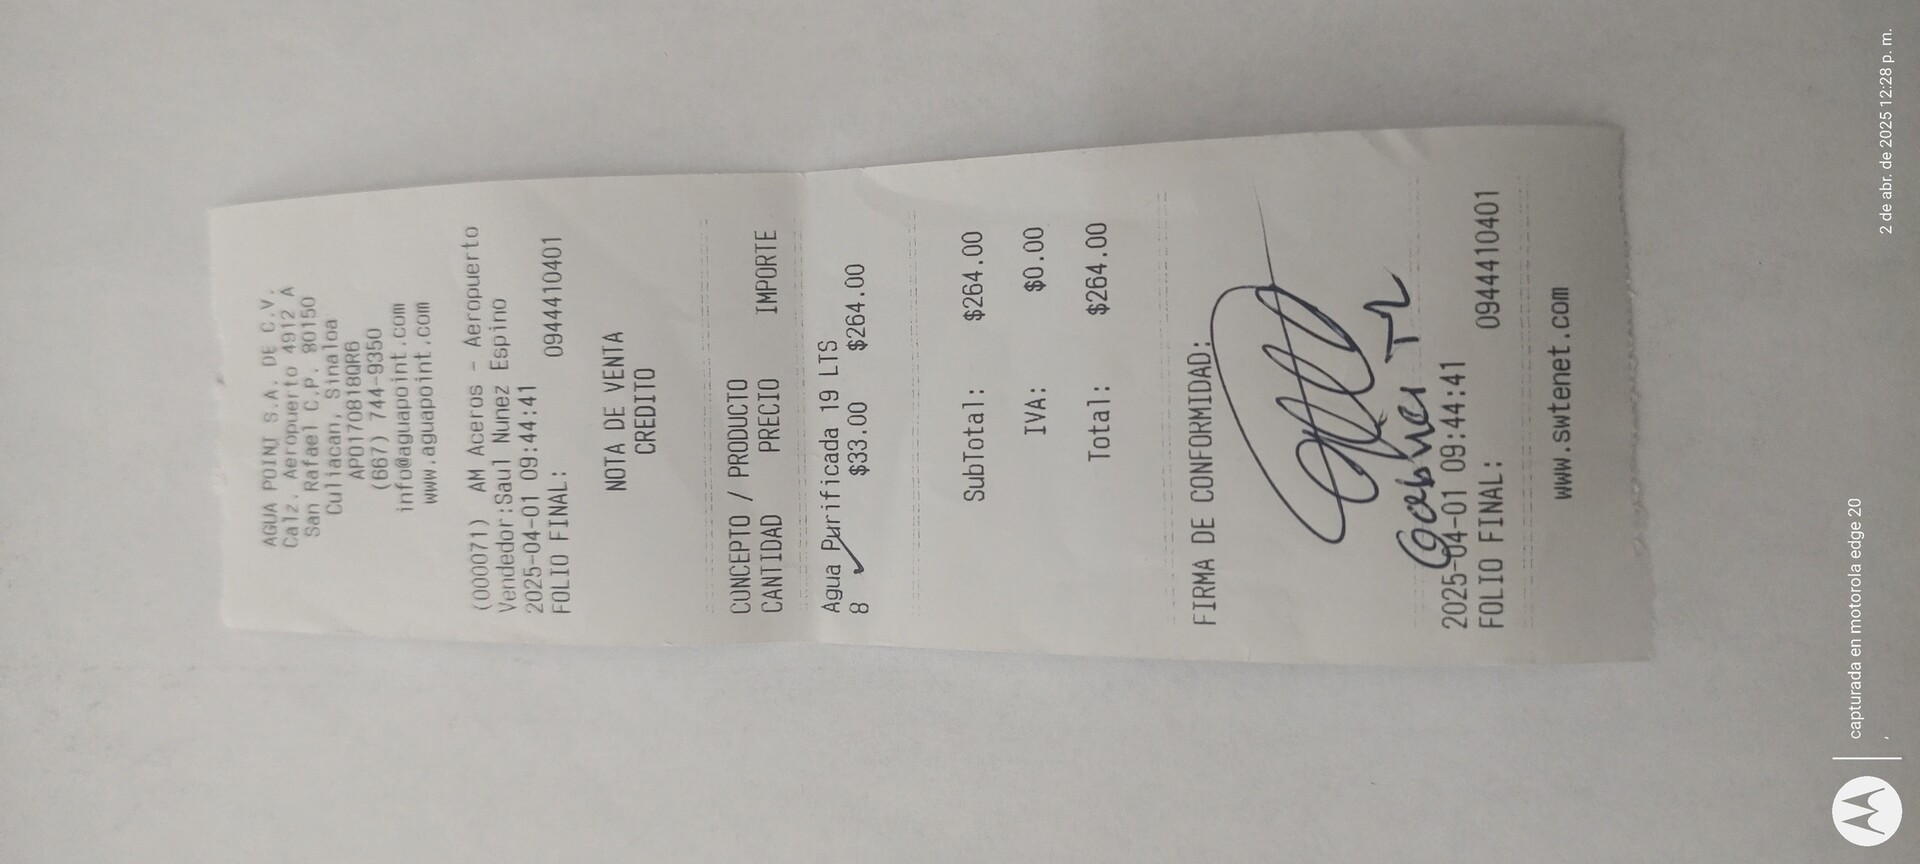 AGUA POINT S.A. DE C.V.
Calz. Aeropuerto 4912 A
San Rafael C.P. 80150
Culiacan, Sinaloa
APO170818QR6
(667) 744-9350
info@aguapoint.com
www.aguapoint.com
(000071) AM Aceros - Aeropuerto
Vendedor:Saul Nunez Espino
2025-04-01 09:44:41
FOLIO FINAL: 0944410401
NOTA DE VENTA
CREDITO
CONCEPTO / PRODUCTO
CANTIDAD PRECIO IMPORTE
Agua Purificada 19 LTS
8 $33.00 $264.00
SubTotal: $264.00
IVA: $0.00
Total: $264.00
FIRMA DE CONFORMIDAD:
2025-04-01 09:44:41
FOLIO FINAL: 0944410401
www.swtenet.com
capturada en motorola edge 20
, 2 de abr. de 2025 12:28 p. m.